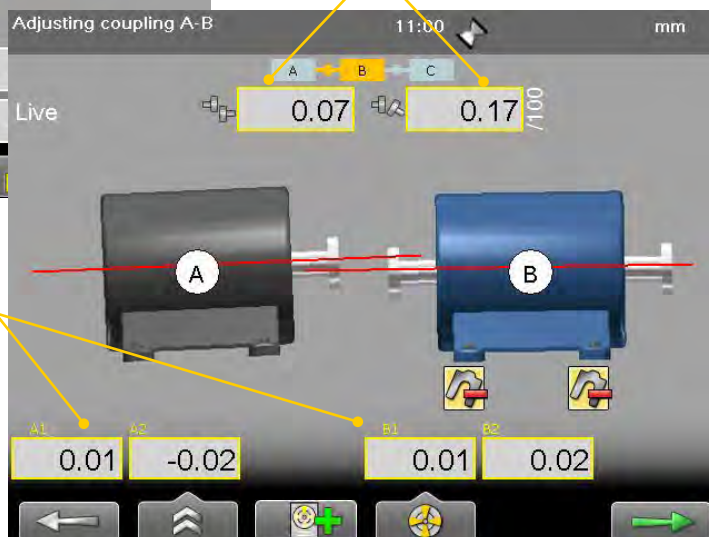 Adjusting coupling A-B 11:00 mm
A B C
Live 0.07 0.17 /100
A B
A1 A2 B1 B2
0.01 -0.02 0.01 0.02